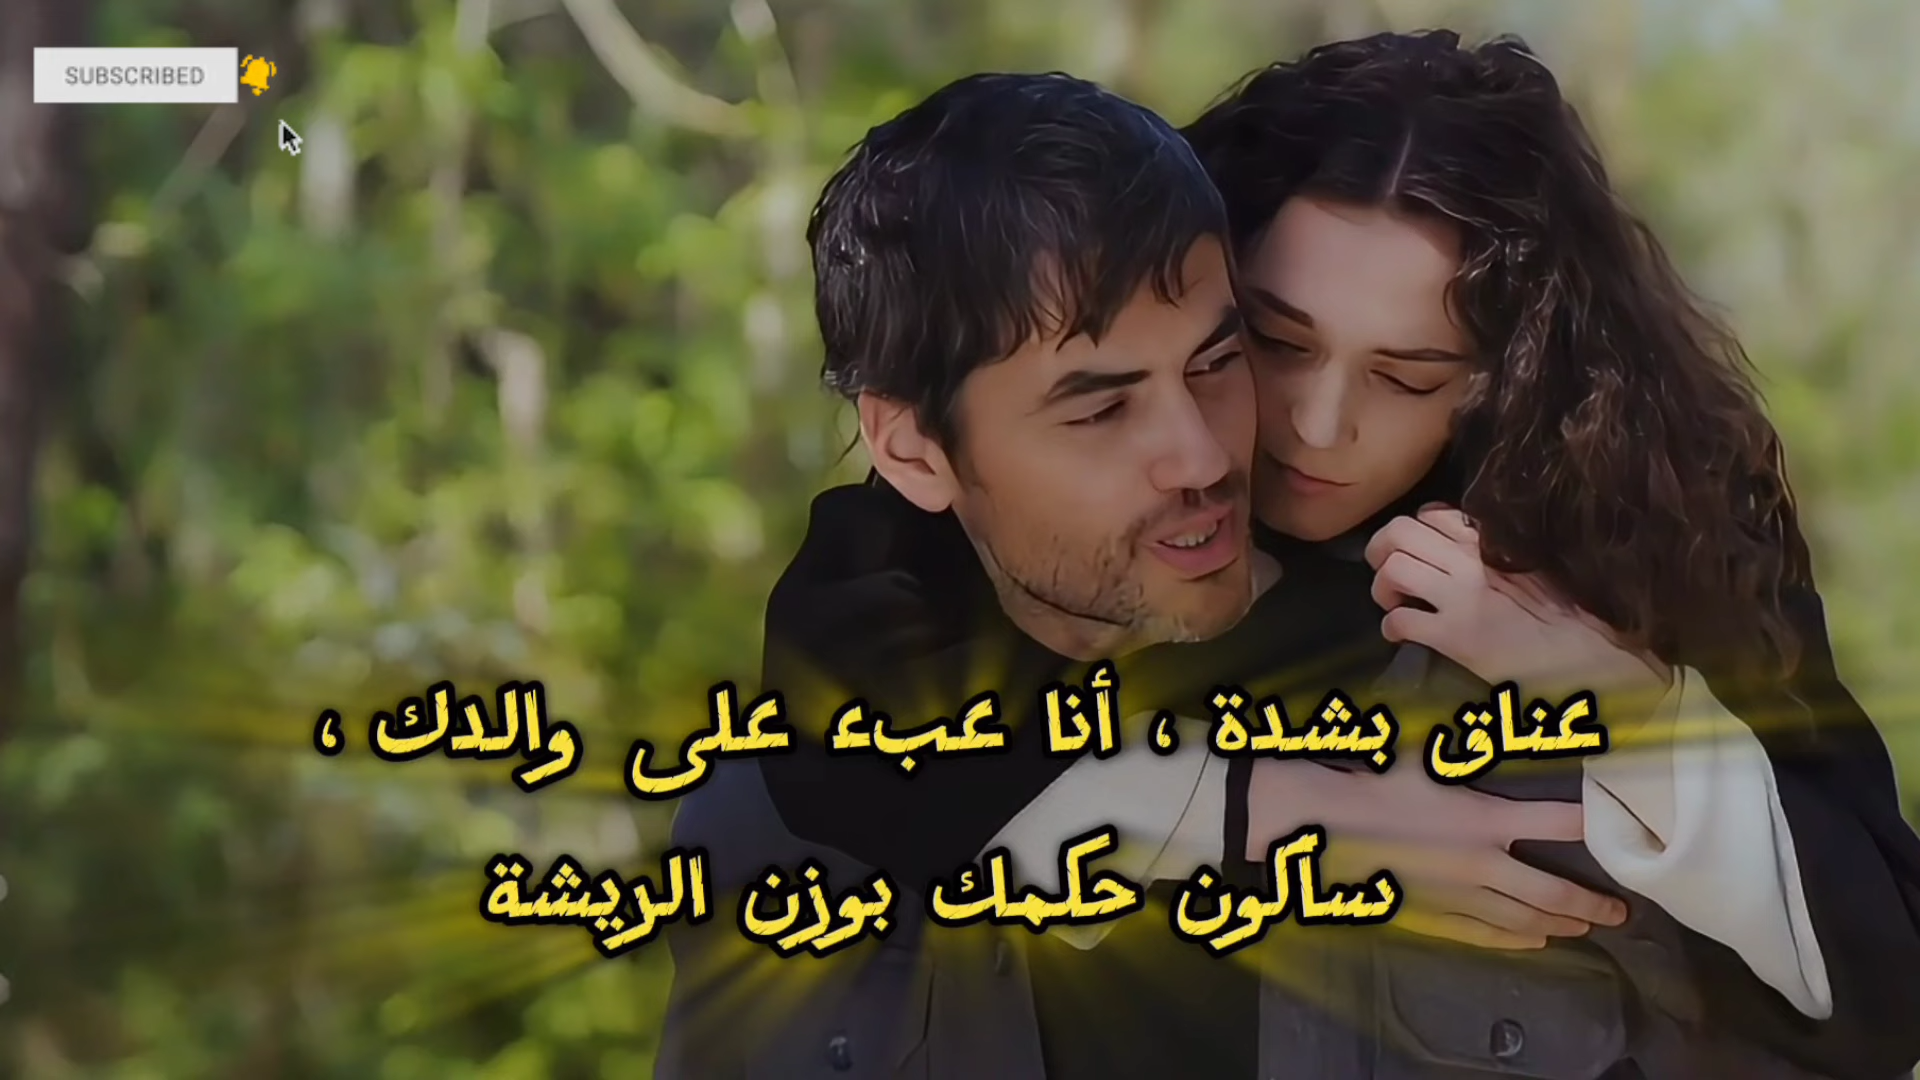 SUBSCRIBED
عناق بشدة ، أنا عبء على والدك ،
سأكون حكمك بوزن الريشة